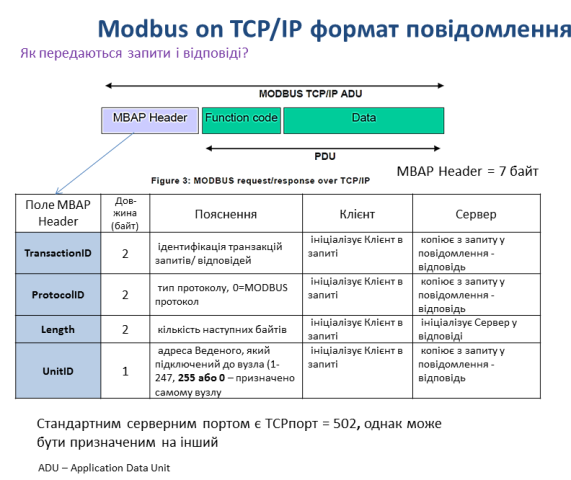 Modbus on TCP/IP формат повідомлення
Як передаються запити і відповіді?
MODBUS TCP/IP ADU
MBAP Header Function code Data
PDU
MBAP Header = 7 байт
Figure 3: MODBUS request/response over TCP/IP
Поле MBAP
Header
Дов-
жина
(байт)
Пояснення
Клієнт
Сервер
TransactionID
2
ідентифікація транзакцій
запитів/ відповідей
ініціалізує Клієнт в
запиті
копіює з запиту у
повідомлення -
відповідь
ProtocolID
2
тип протоколу, 0=MODBUS
протокол
ініціалізує Клієнт в
запиті
копіює з запиту у
повідомлення -
відповідь
Length
2
кількість наступних байтів
ініціалізує Клієнт в
запиті
ініціалізує Сервер у
відповіді
UnitID
1
адреса Веденого, який
підключений до вузла (1-
247, 255 або 0 – призначено
самому вузлу
ініціалізує Клієнт в
запиті
копіює з запиту у
повідомлення -
відповідь
Стандартним серверним портом є TCPпорт = 502, однак може
бути призначеним на інший
ADU – Application Data Unit